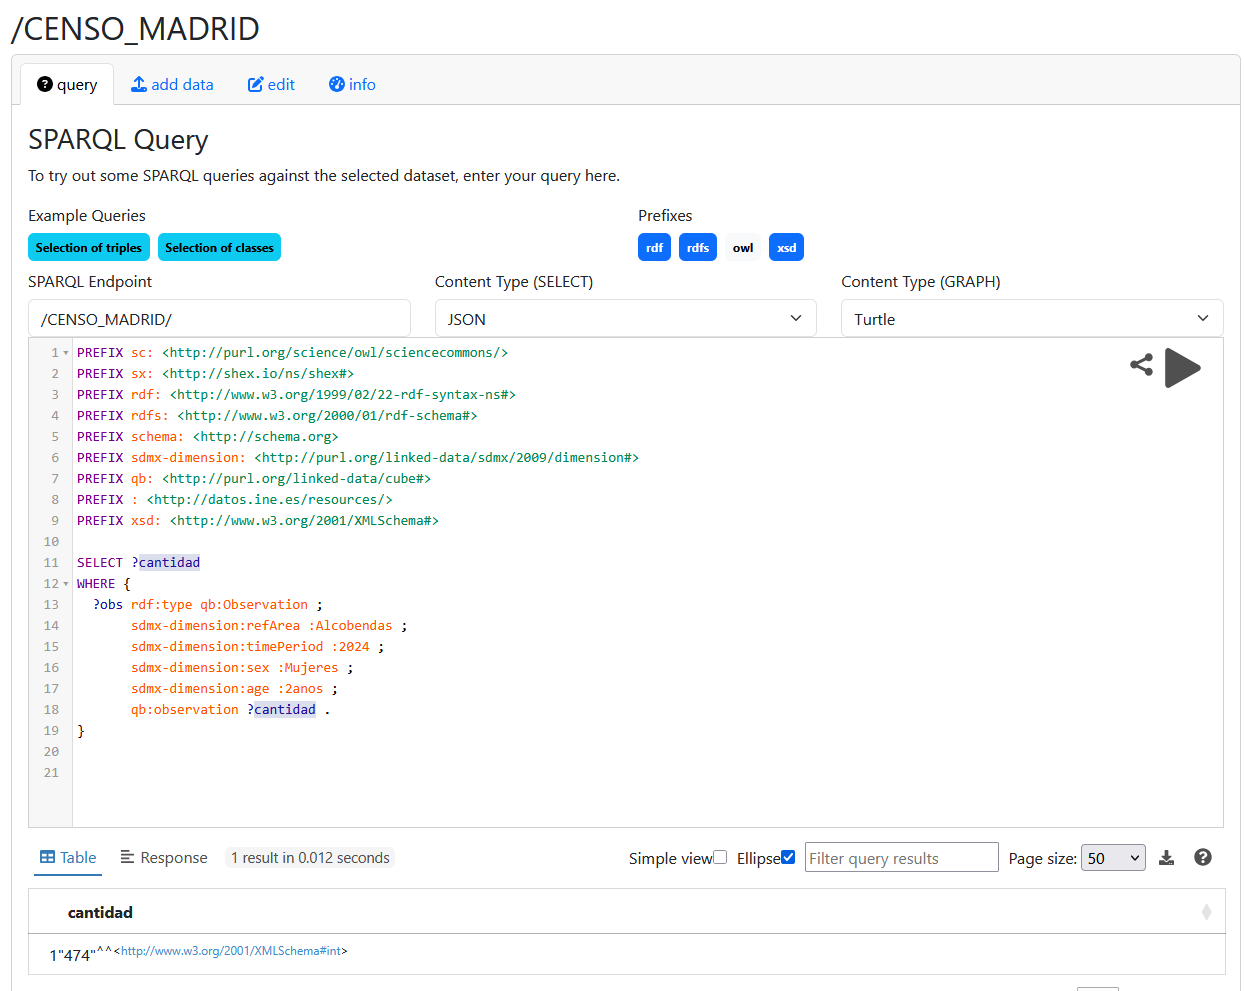 /CENSO_MADRID
query add data edit info
SPARQL Query
To try out some SPARQL queries against the selected dataset, enter your query here.
Example Queries Prefixes
Selection of triples Selection of classes rdf rdfs owl xsd
SPARQL Endpoint Content Type (SELECT) Content Type (GRAPH)
/CENSO_MADRID/ JSON Turtle
1 PREFIX sc: <http://purl.org/science/owl/sciencecommons/>
2 PREFIX sx: <http://shex.io/ns/shex#>
3 PREFIX rdf: <http://www.w3.org/1999/02/22-rdf-syntax-ns#>
4 PREFIX rdfs: <http://www.w3.org/2000/01/rdf-schema#>
5 PREFIX schema: <http://schema.org>
6 PREFIX sdmx-dimension: <http://purl.org/linked-data/sdmx/2009/dimension#>
7 PREFIX qb: <http://purl.org/linked-data/cube#>
8 PREFIX : <http://datos.ine.es/resources/>
9 PREFIX xsd: <http://www.w3.org/2001/XMLSchema#>
10
11 SELECT ?cantidad
12 WHERE {
13 ?obs rdf:type qb:Observation ;
14 sdmx-dimension:refArea :Alcobendas ;
15 sdmx-dimension:timePeriod :2024 ;
16 sdmx-dimension:sex :Mujeres ;
17 sdmx-dimension:age :2anos ;
18 qb:observation ?cantidad .
19 }
20
21
Table Response 1 result in 0.012 seconds Simple view Ellipse Filter query results Page size: 50
cantidad
1 "474"^^<http://www.w3.org/2001/XMLSchema#int>